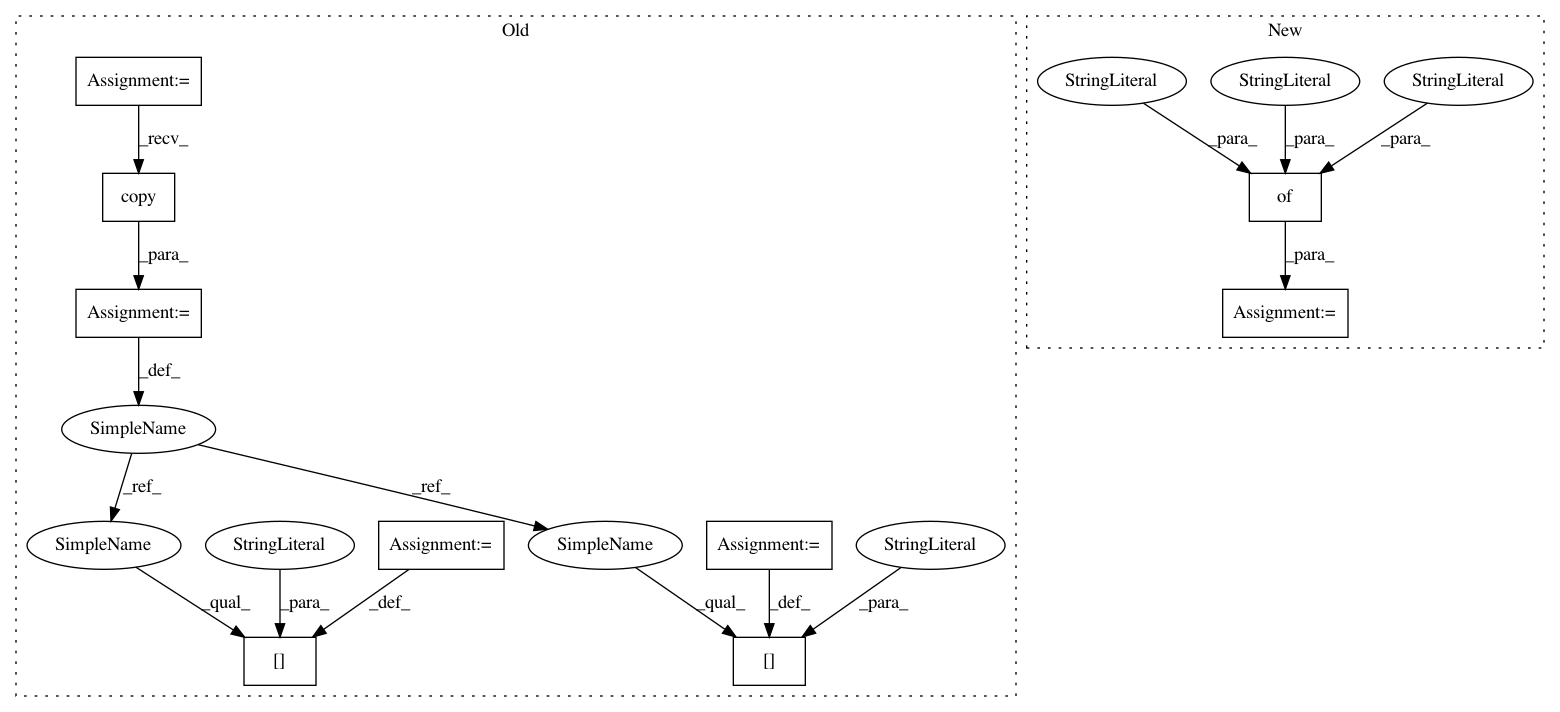 Old
New
Assignment:=
StringLiteral
StringLiteral
StringLiteral
_recv_
_para_
_para_
_para_
copy
of
_para_
_para_
Assignment:=
Assignment:=
_def_
SimpleName
_ref_
_ref_
SimpleName
StringLiteral
Assignment:=
SimpleName
Assignment:=
StringLiteral
_qual_
_para_
_def_
_qual_
_def_
_para_
[]
[]